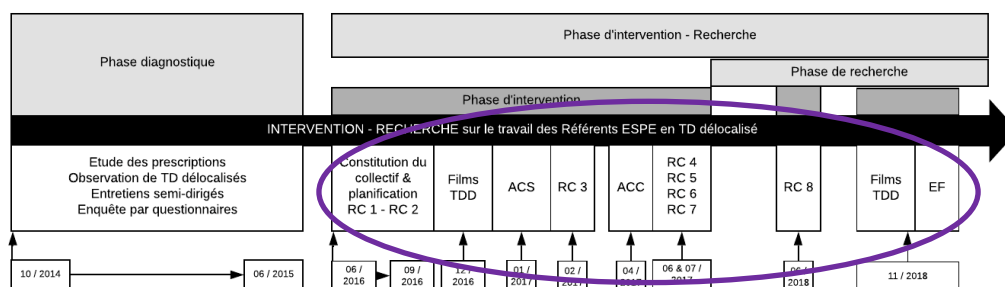 Phase diagnostique
Phase d'intervention - Recherche
Phase de recherche
Phase d'intervention
INTERVENTION - RECHERCHE sur le travail des Référents ESPE en TD délocalisé
Etude des prescriptions
Observation de TD délocalisés
Entretiens semi-dirigés
Enquête par questionnaires
Constitution du
collectif &
planification
RC 1 - RC 2
Films
TDD
ACS
RC 3
ACC
RC 4
RC 5
RC 6
RC 7
RC 8
Films
TDD
EF
10 / 2014
06 / 2015
06 /
2016
09 /
2016
12 /
2016
01 /
2017
02 /
2017
04 /
2017
06 & 07 /
2017
06 /
2018
11 / 2018